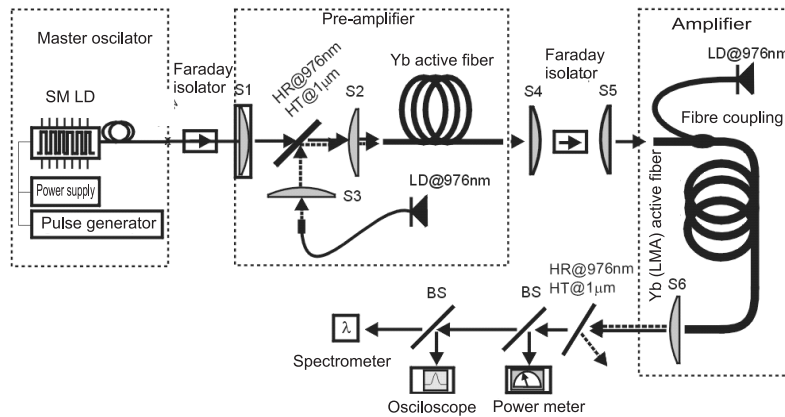 Master oscilator
SM LD
Power supply
Pulse generator
Faraday
isolator
Pre-amplifier
S1
HR@976nm
HT@1µm
S2
Yb active fiber
S3
LD@976nm
Faraday
isolator
S4
S5
Amplifier
LD@976nm
Fibre coupling
Yb (LMA) active fiber
S6
HR@976nm
HT@1µm
BS
BS
λ
Spectrometer
Osciloscope
Power meter